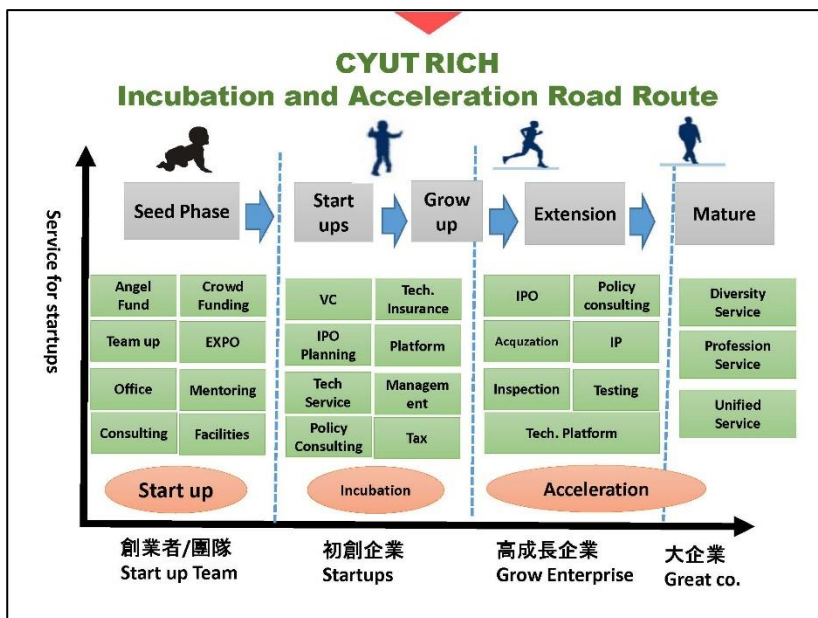 CYUT RICH
Incubation and Acceleration Road Route
Service for startups
Seed Phase
Start
ups
Grow
up
Extension
Mature
Angel
Fund
Crowd
Funding
Team up
EXPO
Office
Mentoring
Consulting
Facilities
VC
Tech.
Insurance
IPO
Planning
Platform
Tech
Service
Managem
ent
Policy
Consulting
Tax
IPO
Policy
consulting
Acquzation
IP
Inspection
Testing
Tech. Platform
Diversity
Service
Profession
Service
Unified
Service
Start up
Incubation
Acceleration
創業者/團隊
Start up Team
初創企業
Startups
高成長企業
Grow Enterprise
大企業
Great co.